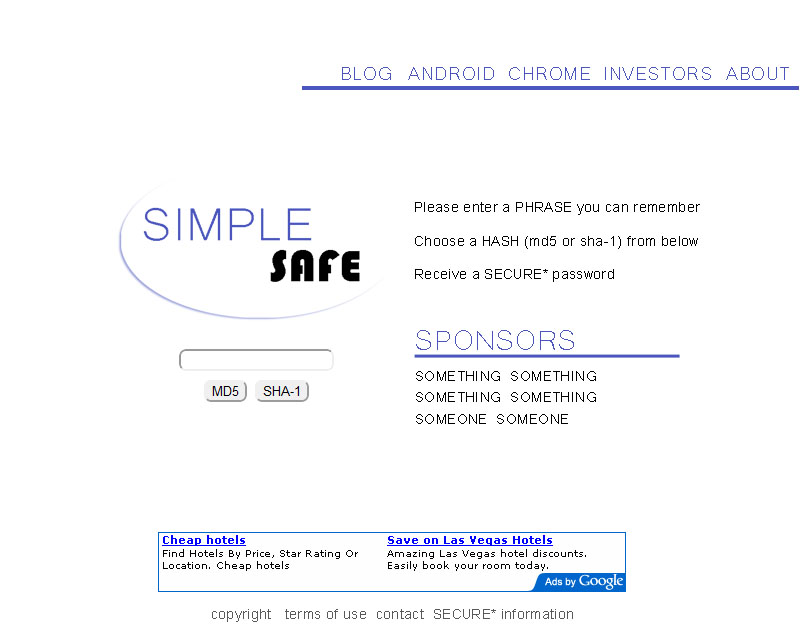 BLOG ANDROID CHROME INVESTORS ABOUT
SIMPLE
SAFE
Please enter a PHRASE you can remember
Choose a HASH (md5 or sha-1) from below
Receive a SECURE* password
MD5 SHA-1
SPONSORS
SOMETHING SOMETHING
SOMETHING SOMETHING
SOMEONE SOMEONE
Cheap hotels
Find Hotels By Price, Star Rating Or
Location. Cheap hotels
Save on Las Vegas Hotels
Amazing Las Vegas hotel discounts.
Easily book your room today.
Ads by Google
copyright terms of use contact SECURE* information